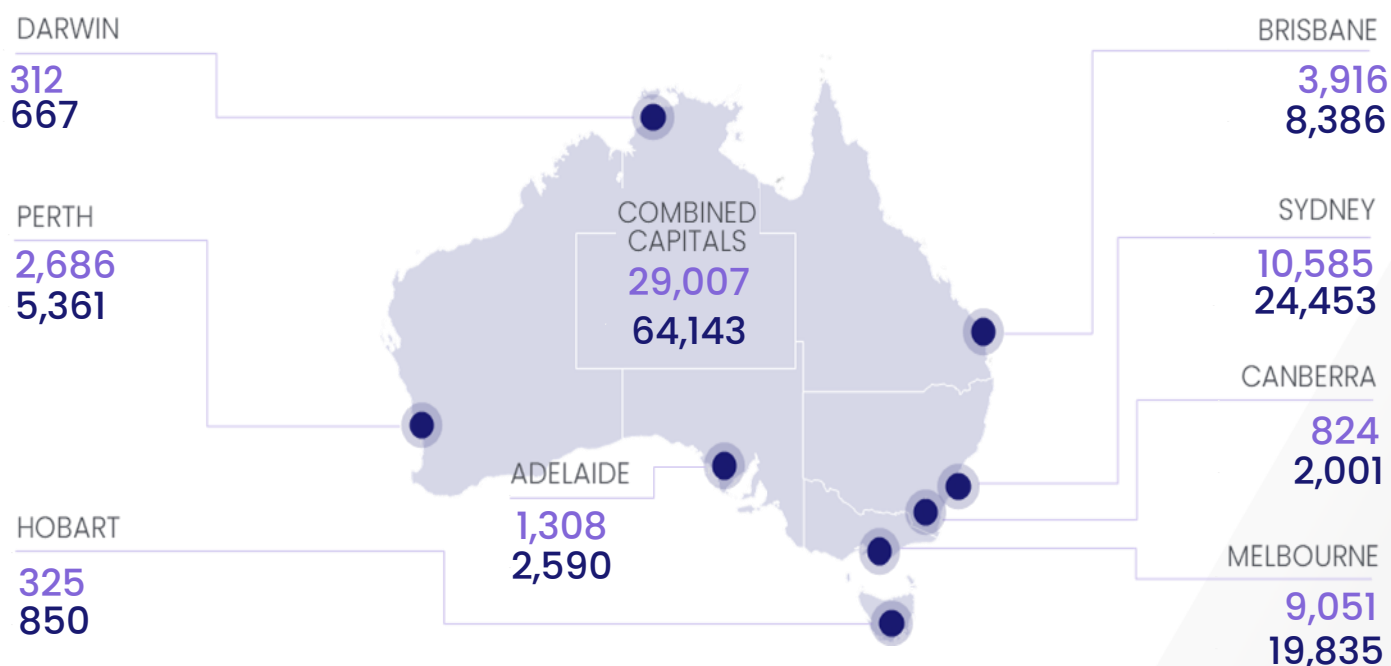 DARWIN
312
667
BRISBANE
3,916
8,386
PERTH
2,686
5,361
COMBINED
CAPITALS
29,007
64,143
SYDNEY
10,585
24,453
CANBERRA
824
2,001
ADELAIDE
1,308
2,590
HOBART
325
850
MELBOURNE
9,051
19,835